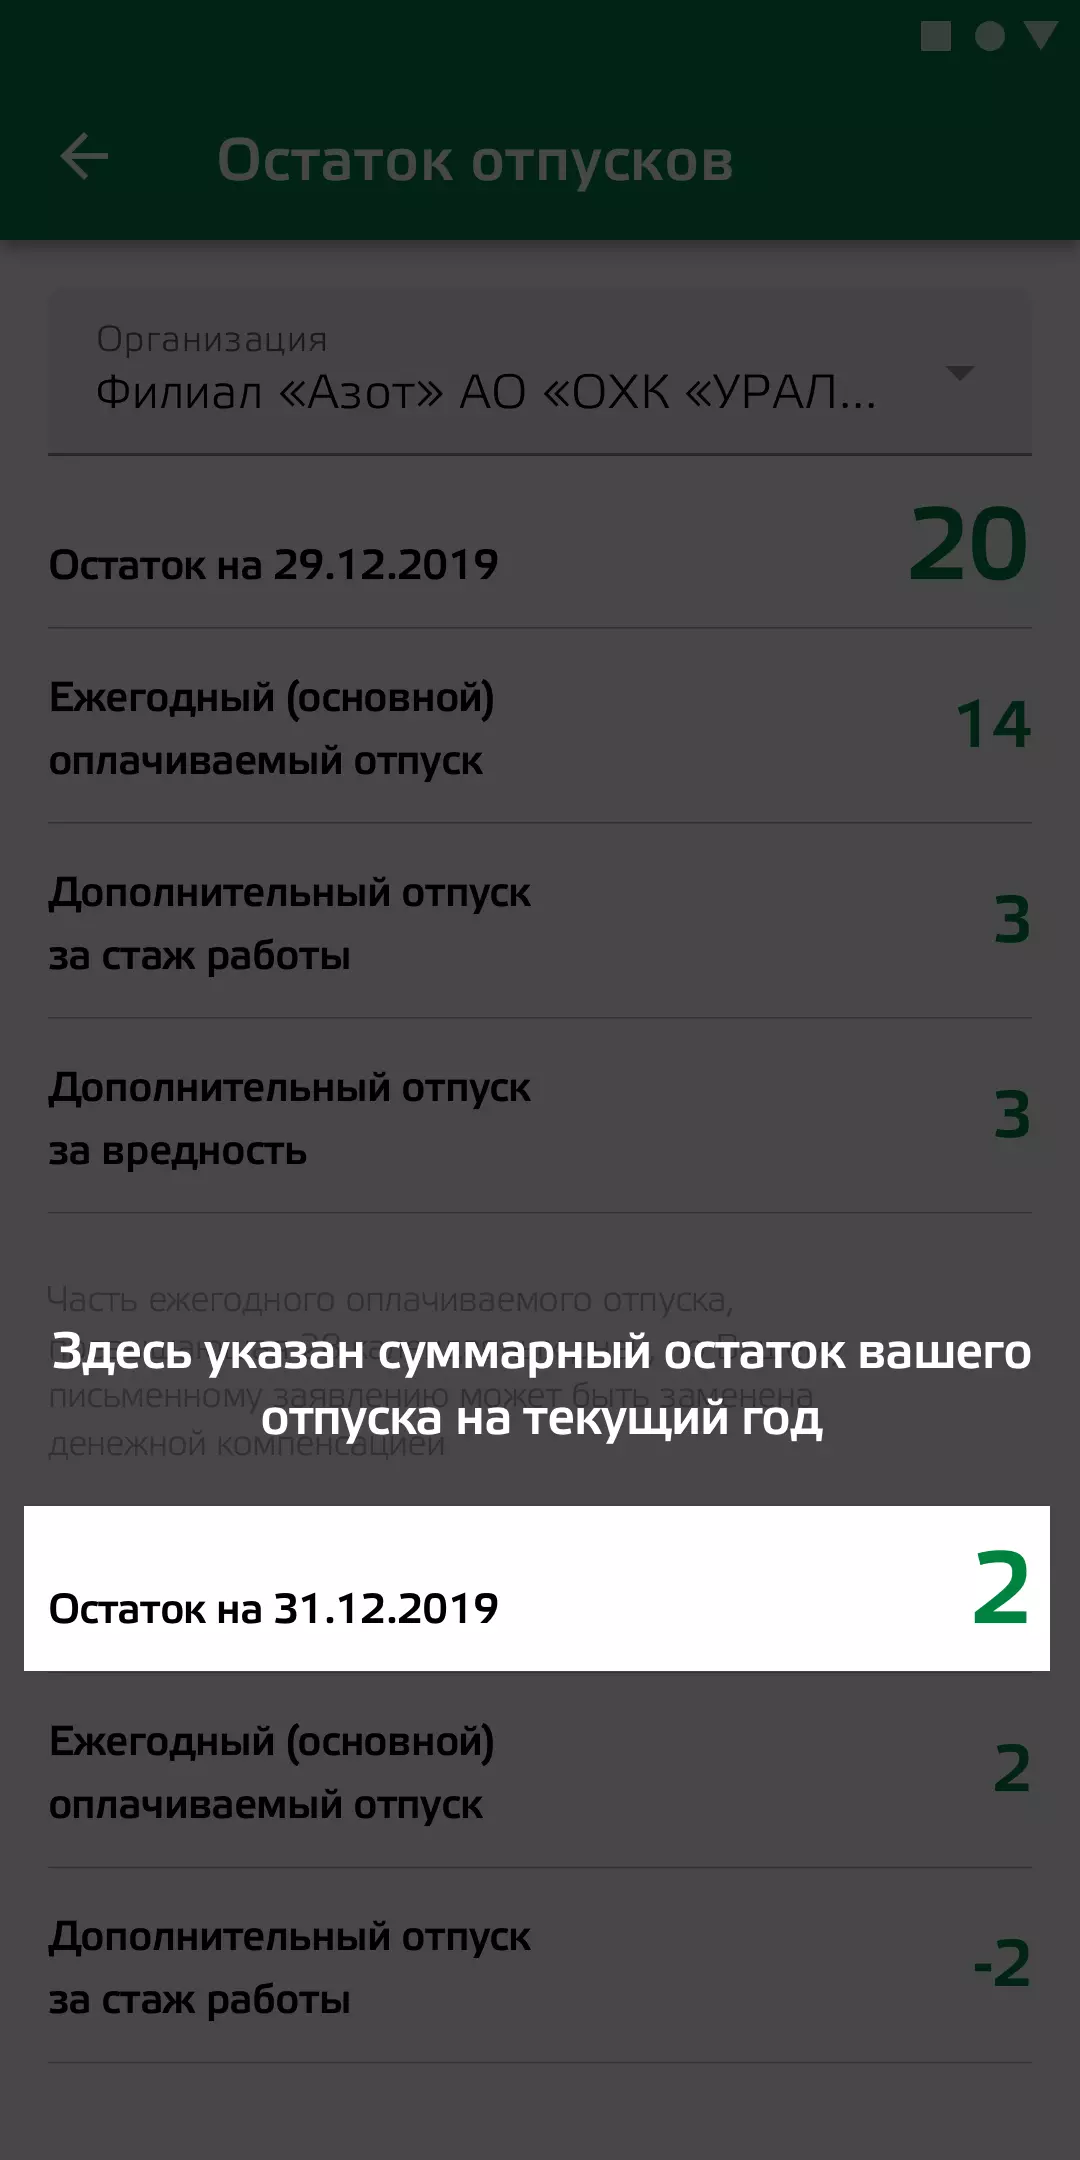 Остаток отпусков
Организация
Филиал «Азот» АО «ОХК «УРАЛ...
Остаток на 29.12.2019
20
Ежегодный (основной)
оплачиваемый отпуск
14
Дополнительный отпуск
за стаж работы
3
Дополнительный отпуск
за вредность
3
Часть ежегодного оплачиваемого отпуска,
письменному заявлению может быть заменена
денежной компенсацией
Здесь указан суммарный остаток вашего
отпуска на текущий год
Остаток на 31.12.2019
2
Ежегодный (основной)
оплачиваемый отпуск
2
Дополнительный отпуск
за стаж работы
-2